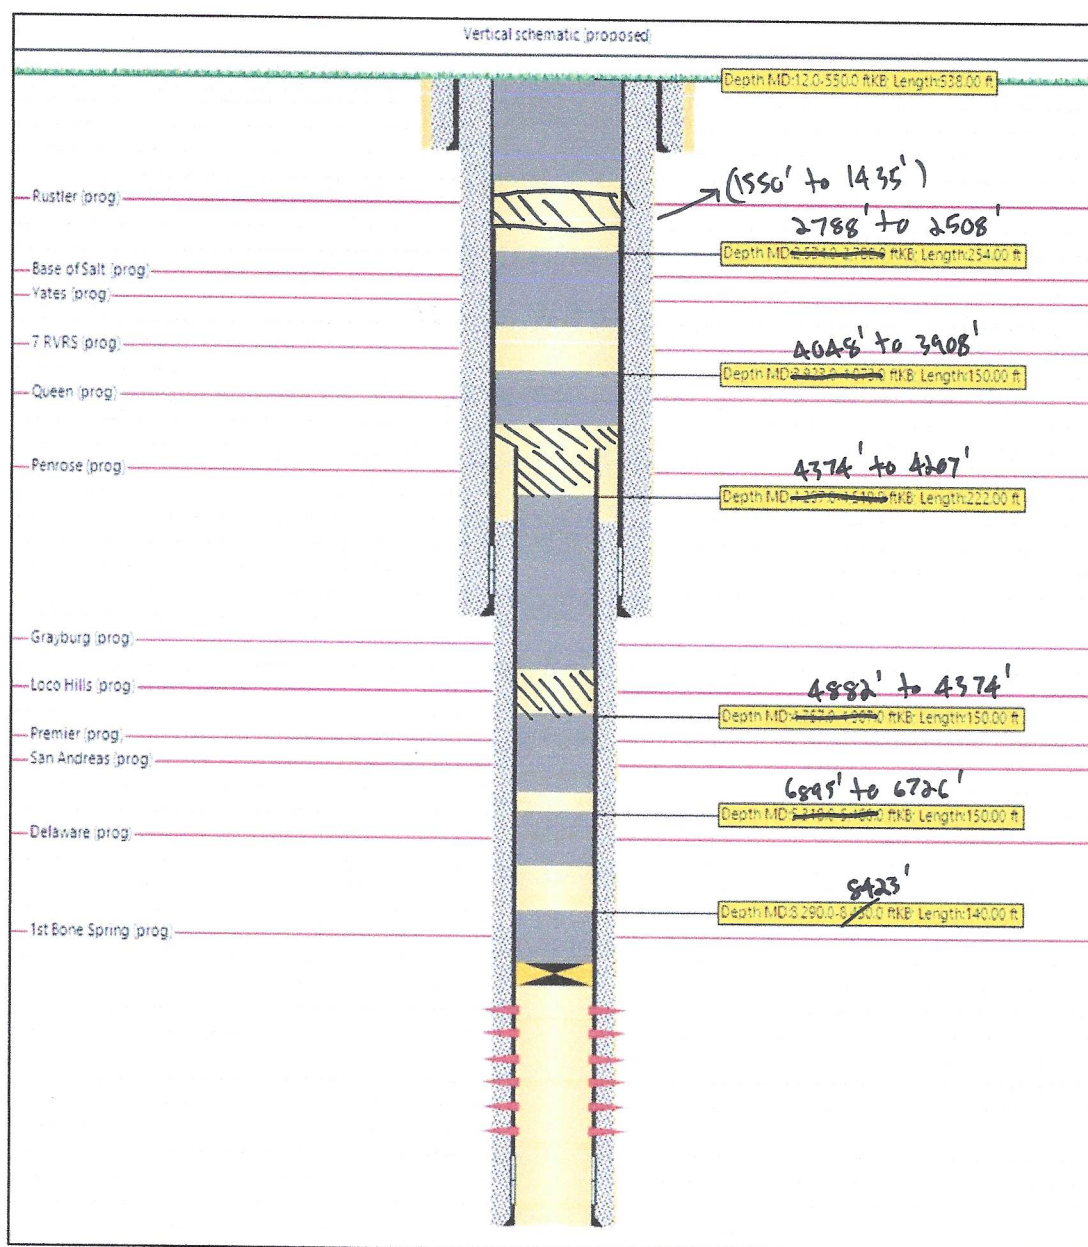 Vertical schematic (proposed)
Depth MD:12.0-550.0 ftKB; Length:538.00 ft
Rustler (prog)
(1550' to 1435')
2788' to 2508'
Depth MD: ftKB; Length:254.00 ft
Base of Salt (prog)
Yates (prog)
7 RVRS (prog)
4048' to 3908'
Depth MD: ftKB; Length:150.00 ft
Queen (prog)
Penrose (prog)
4374' to 4207'
Depth MD: ftKB; Length:222.00 ft
Grayburg (prog)
Loco Hills (prog)
4882' to 4374'
Depth MD: ftKB; Length:150.00 ft
Premier (prog)
San Andreas (prog)
6895' to 6726'
Depth MD: ftKB; Length:150.00 ft
Delaware (prog)
8423'
Depth MD:8,290.0-8,430.0 ftKB; Length:140.00 ft
1st Bone Spring (prog)